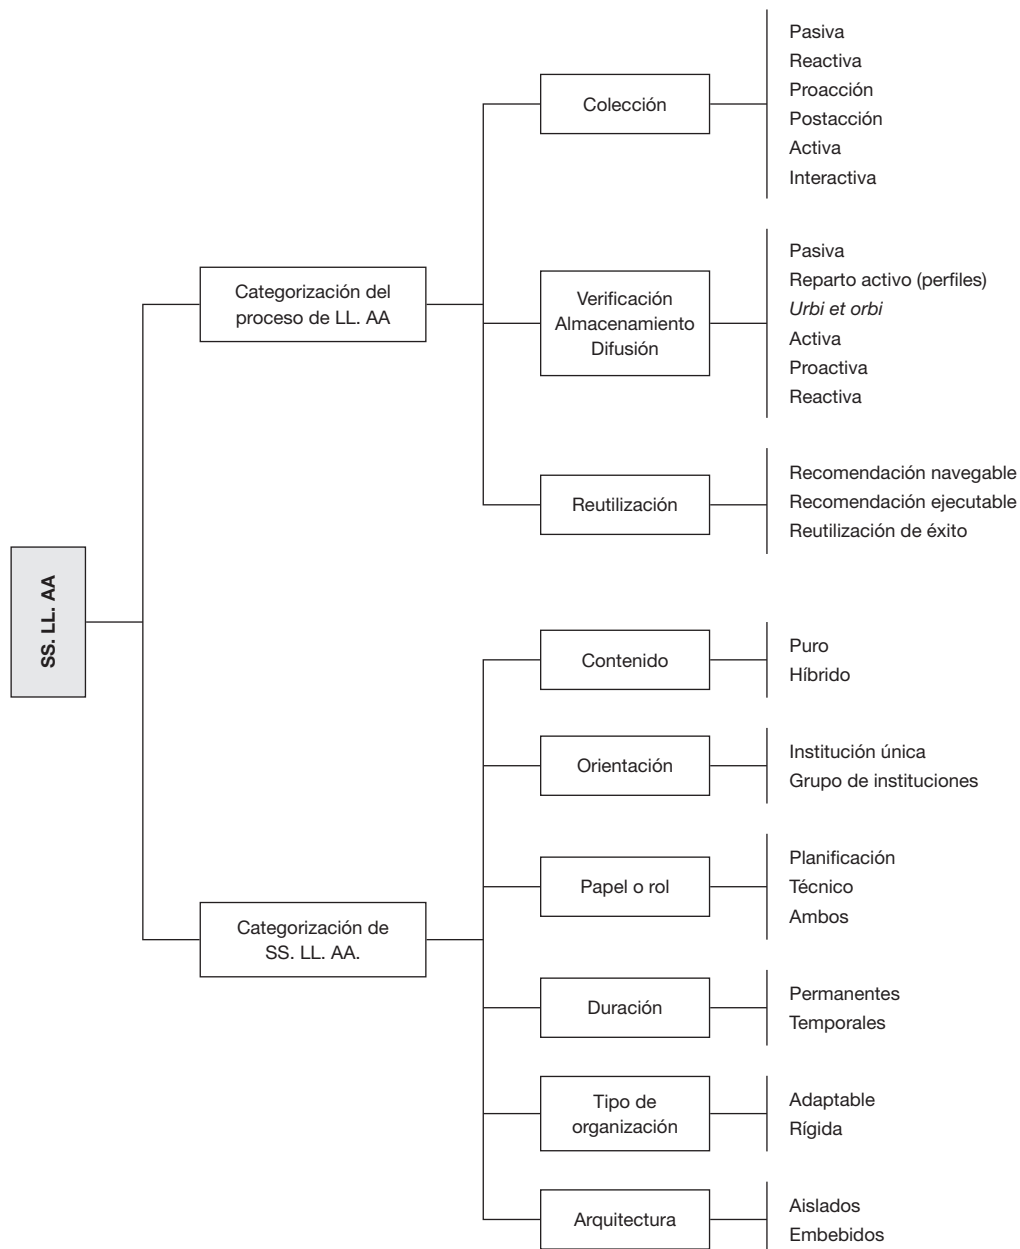 SS. LL. AA
Categorización del
proceso de LL. AA
Colección
Pasiva
Reactiva
Proacción
Postacción
Activa
Interactiva
Verificación
Almacenamiento
Difusión
Pasiva
Reparto activo (perfiles)
Urbi et orbi
Activa
Proactiva
Reactiva
Reutilización
Recomendación navegable
Recomendación ejecutable
Reutilización de éxito
Categorización de
SS. LL. AA.
Contenido
Puro
Híbrido
Orientación
Institución única
Grupo de instituciones
Papel o rol
Planificación
Técnico
Ambos
Duración
Permanentes
Temporales
Tipo de
organización
Adaptable
Rígida
Arquitectura
Aislados
Embebidos